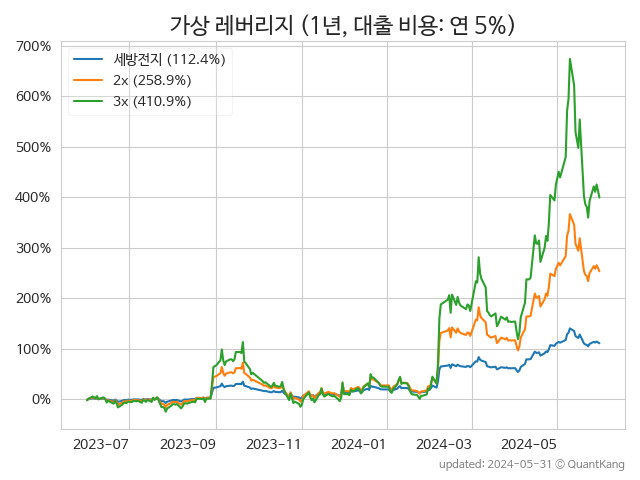 가상 레버리지 (1년, 대출 비용: 연 5%)
700%
600%
500%
400%
300%
200%
100%
0%
세방전지 (112.4%)
2x (258.9%)
3x (410.9%)
2023-07
2023-09
2023-11
2024-01
2024-03
2024-05
updated: 2024-05-31 © QuantKang